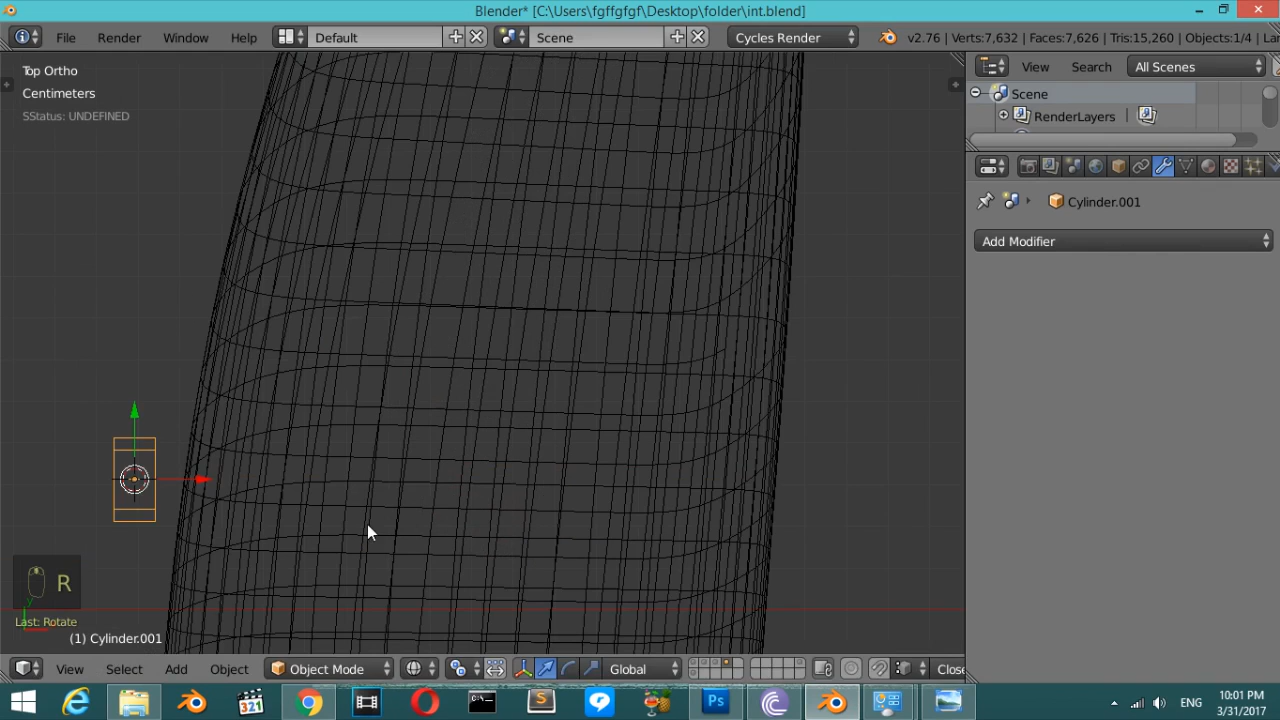 Blender* [C:\Users\fgffgfgf\Desktop\folder\int.blend]
File Render Window Help Default Scene Cycles Render v2.76 | Verts:7,632 | Faces:7,626 | Tris:15,260 | Objects:1/4 | Lar
View Search All Scenes
Top Ortho
Centimeters
SStatus: UNDEFINED
Scene
RenderLayers
Cylinder.001
Add Modifier
R
Last: Rotate
(1) Cylinder.001
View Select Add Object Object Mode Global Close
321
Ps
ENG
10:01 PM
3/31/2017